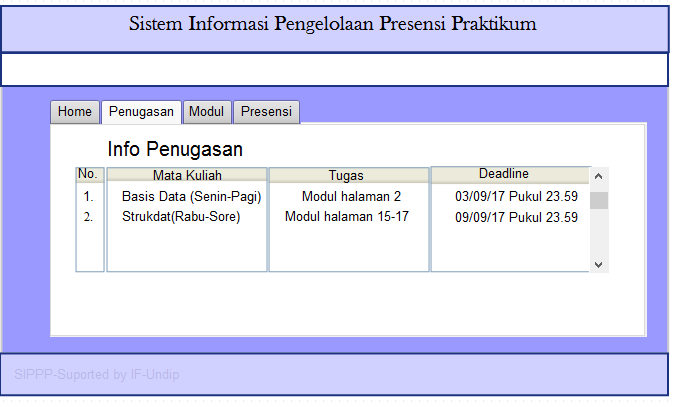 Sistem Informasi Pengelolaan Presensi Praktikum
Home Penugasan Modul Presensi
Info Penugasan
No. Mata Kuliah Tugas Deadline
1. Basis Data (Senin-Pagi) Modul halaman 2 03/09/17 Pukul 23.59
2. Strukdat(Rabu-Sore) Modul halaman 15-17 09/09/17 Pukul 23.59
SIPPP-Suported by IF-Undip